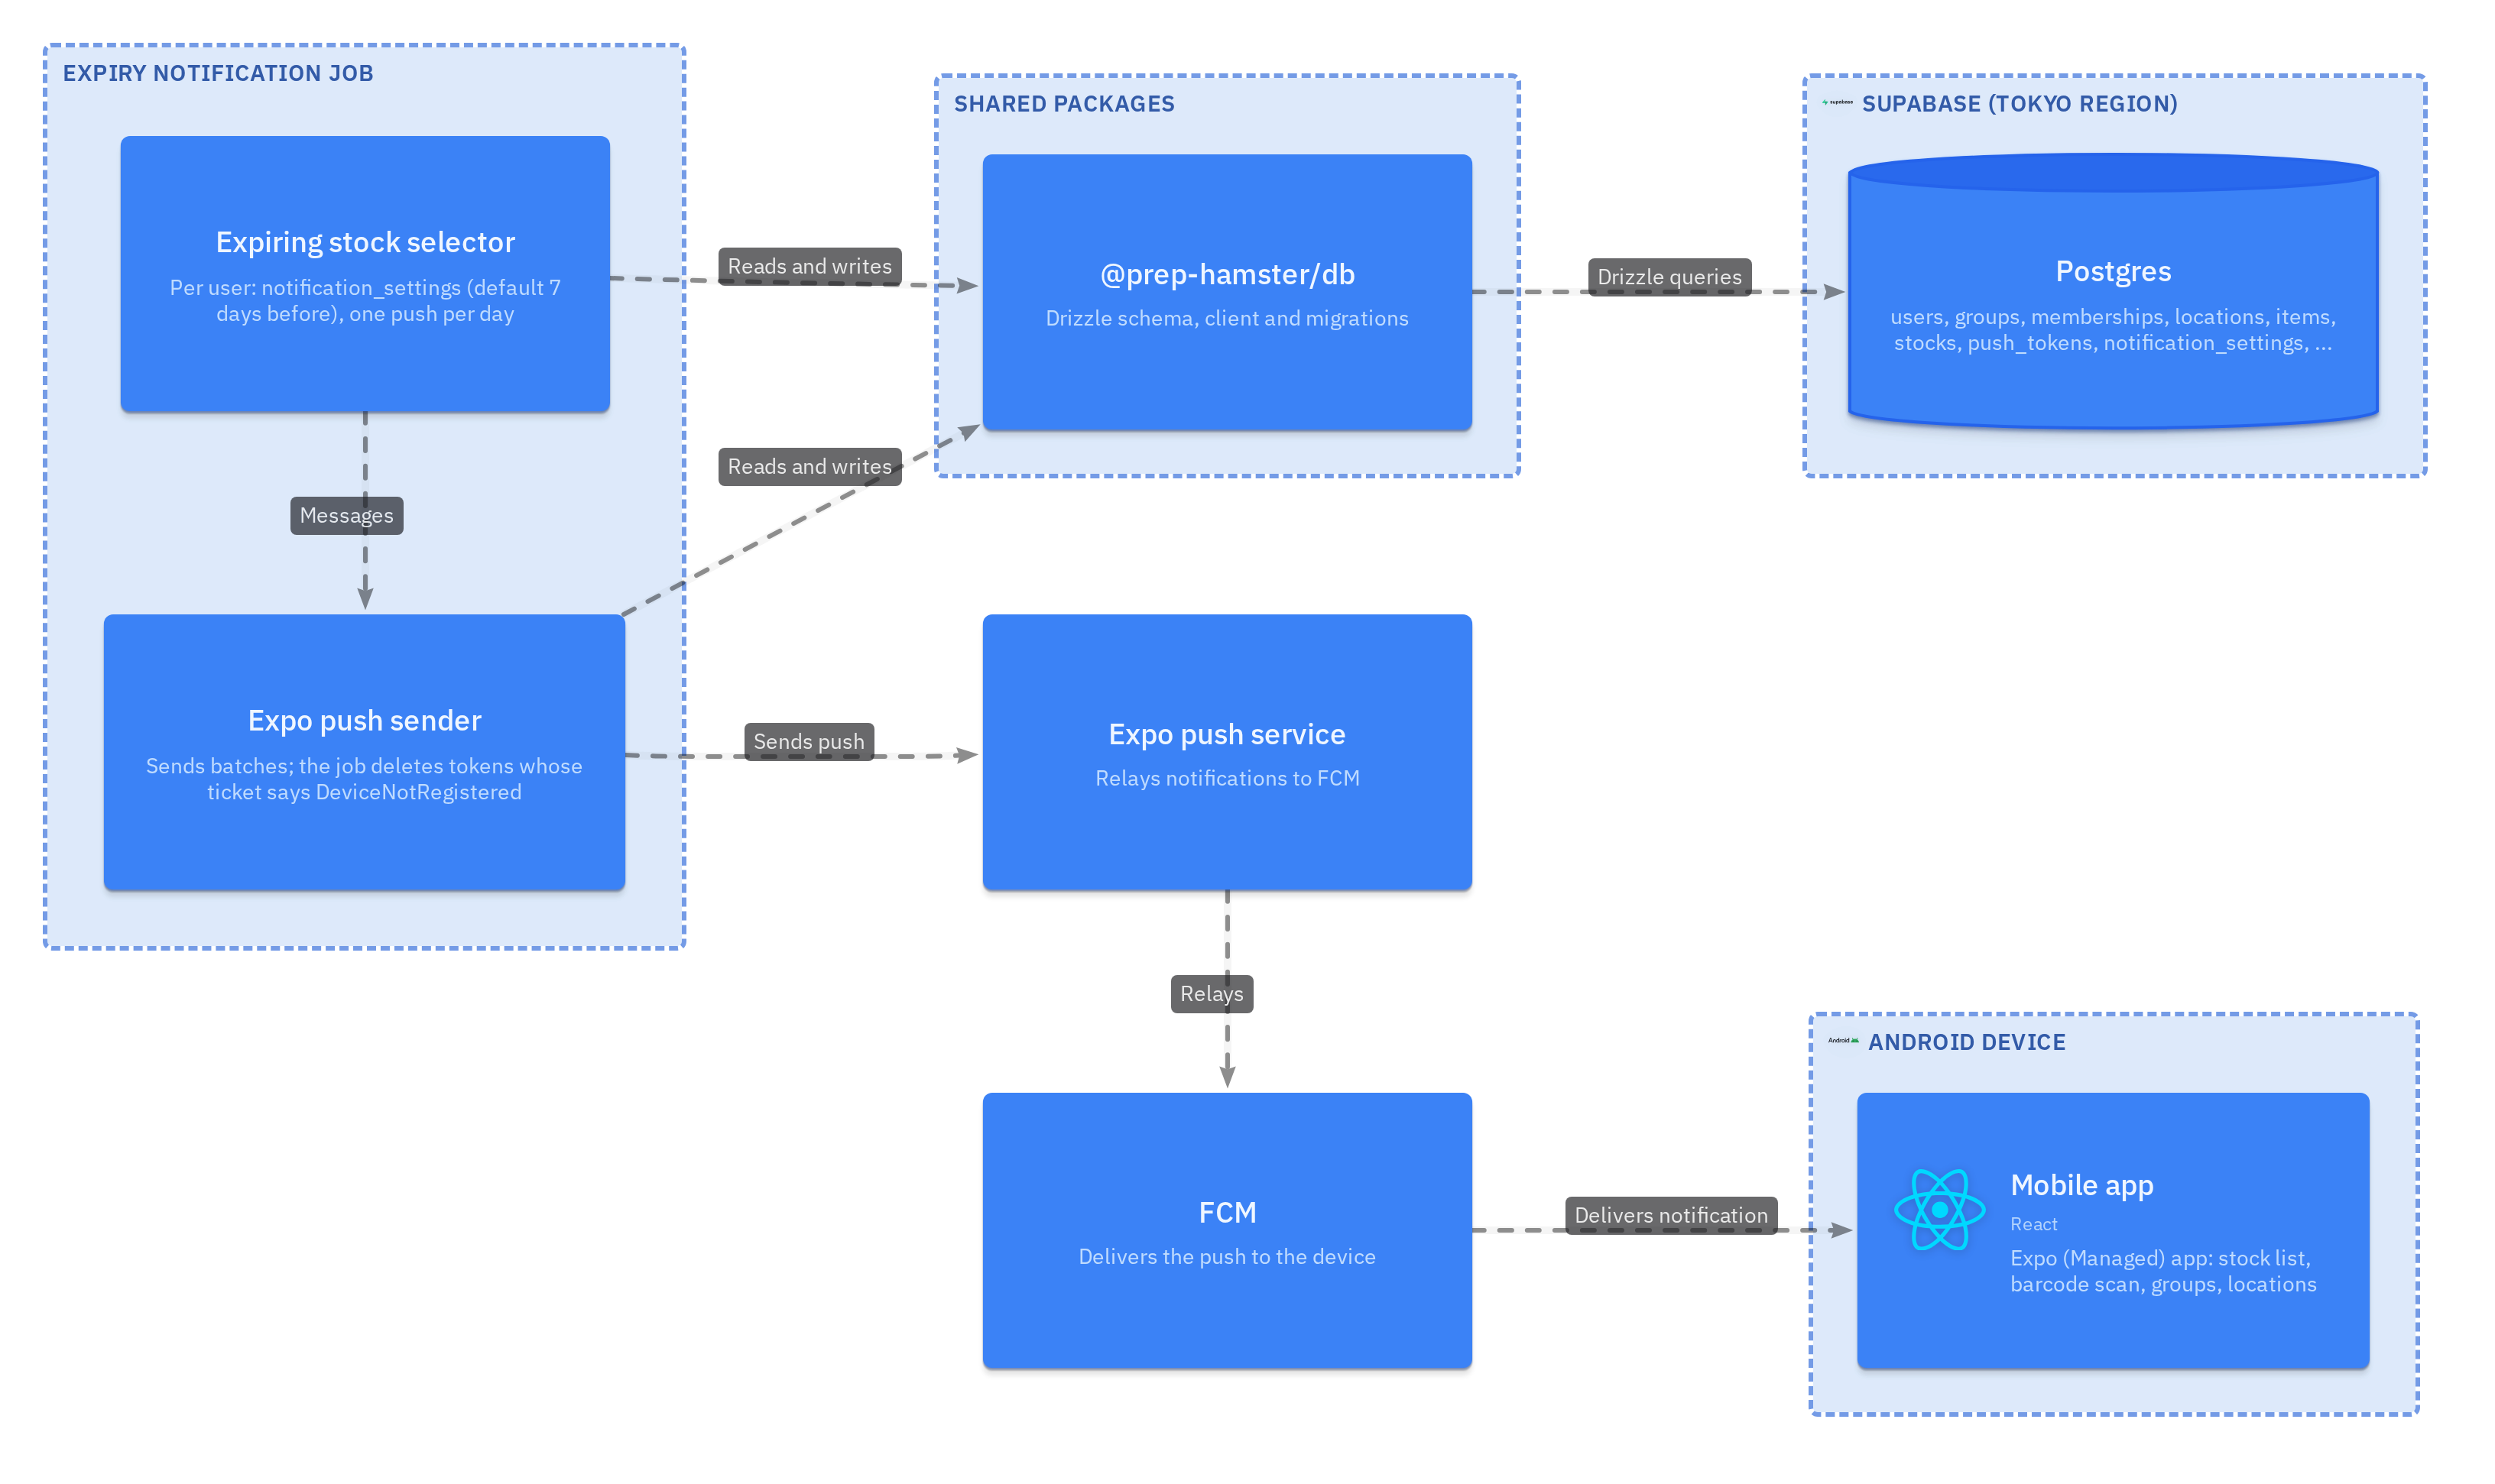 EXPIRY NOTIFICATION JOB
Expiring stock selector
Per user: notification_settings (default 7
days before), one push per day
Reads and writes
SHARED PACKAGES
@prep-hamster/db
Drizzle schema, client and migrations
Drizzle queries
supabase
SUPABASE (TOKYO REGION)
Postgres
users, groups, memberships, locations, items,
stocks, push_tokens, notification_settings, ...
Messages
Reads and writes
Expo push sender
Sends batches; the job deletes tokens whose
ticket says DeviceNotRegistered
Sends push
Expo push service
Relays notifications to FCM
Relays
FCM
Delivers the push to the device
Delivers notification
Android
ANDROID DEVICE
Mobile app
React
Expo (Managed) app: stock list,
barcode scan, groups, locations